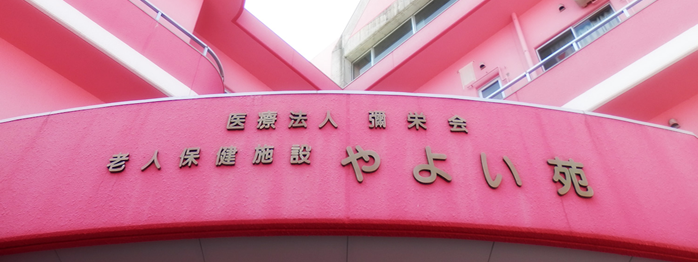 医療法人 彌栄会
老人保健施設 やよい苑